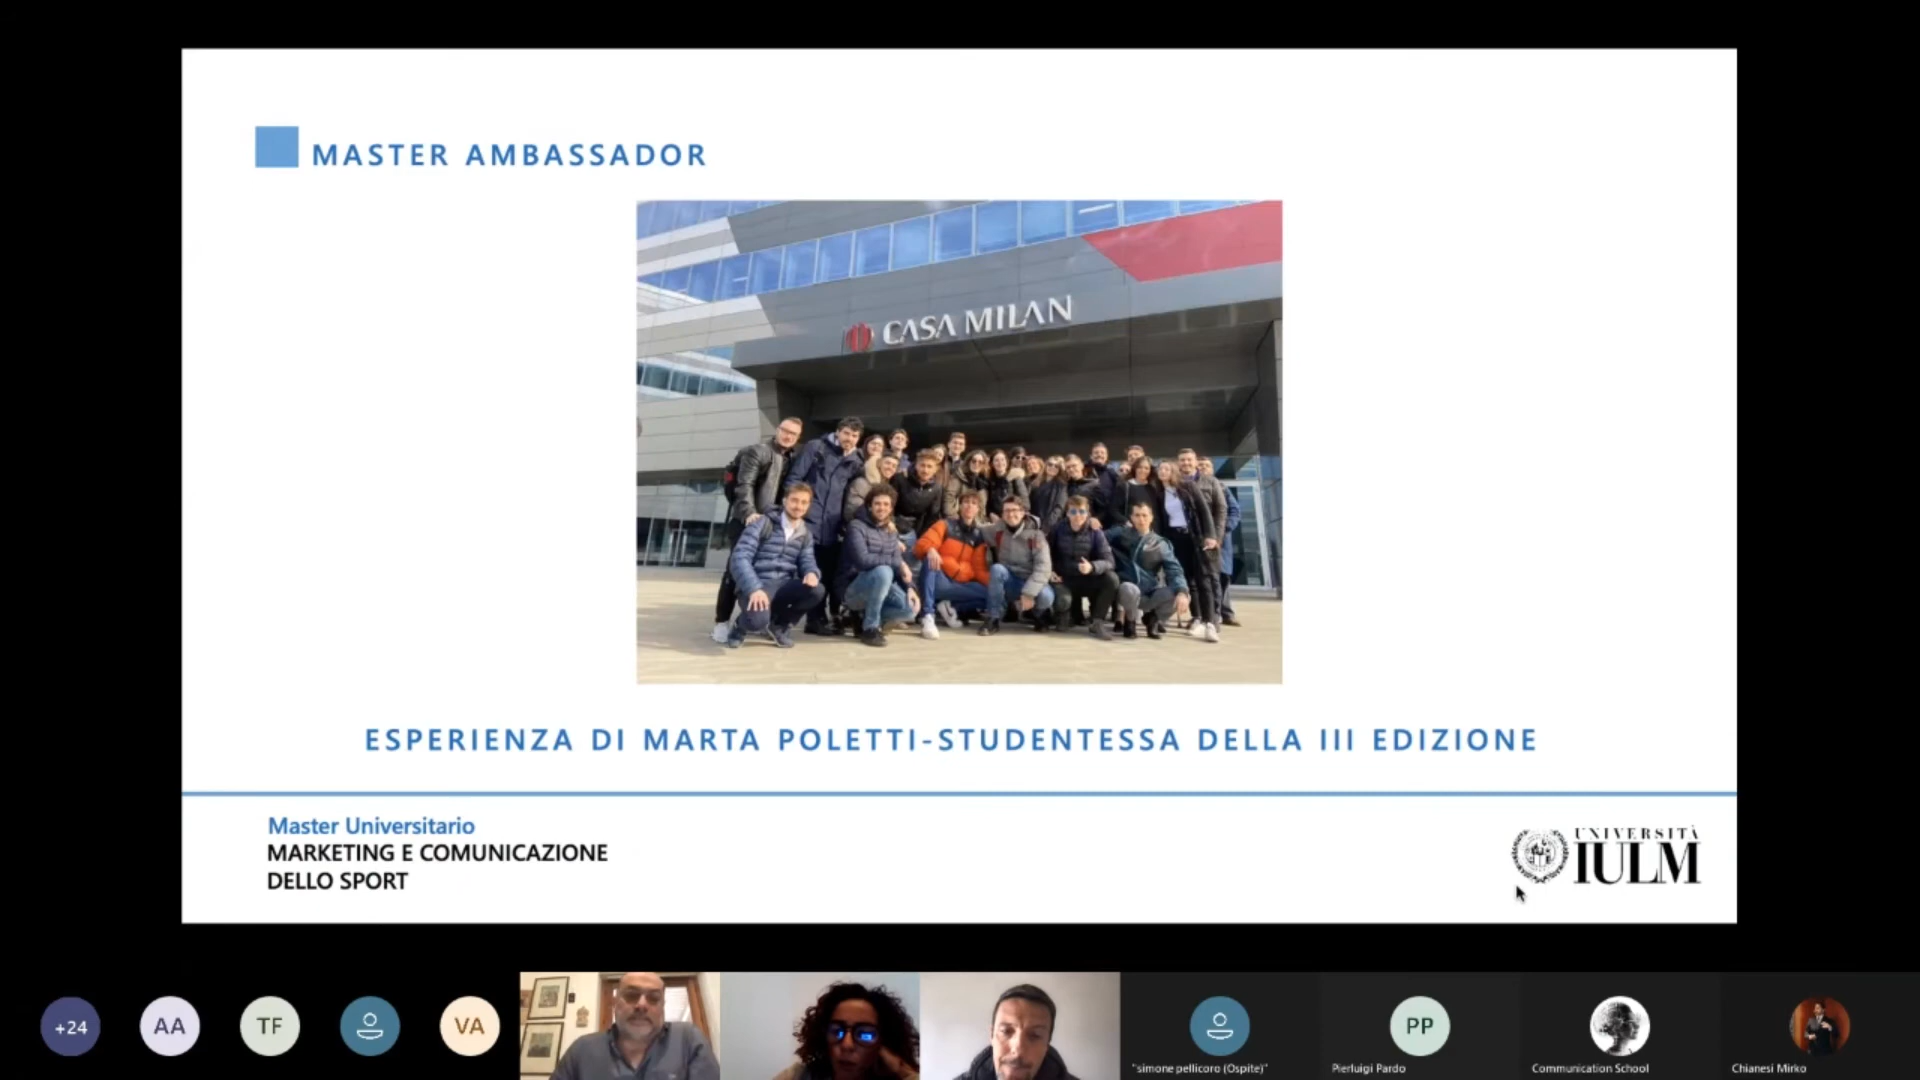 MASTER AMBASSADOR
CASA MILAN
ESPERIENZA DI MARTA POLETTI-STUDENTESSA DELLA III EDIZIONE
Master Universitario
MARKETING E COMUNICAZIONE
DELLO SPORT
UNIVERSITÀ
IULM
+24
AA
TF
VA
PP
"simone pellicoro (Ospite)"
Pierluigi Pardo
Communication School
Chianesi Mirko